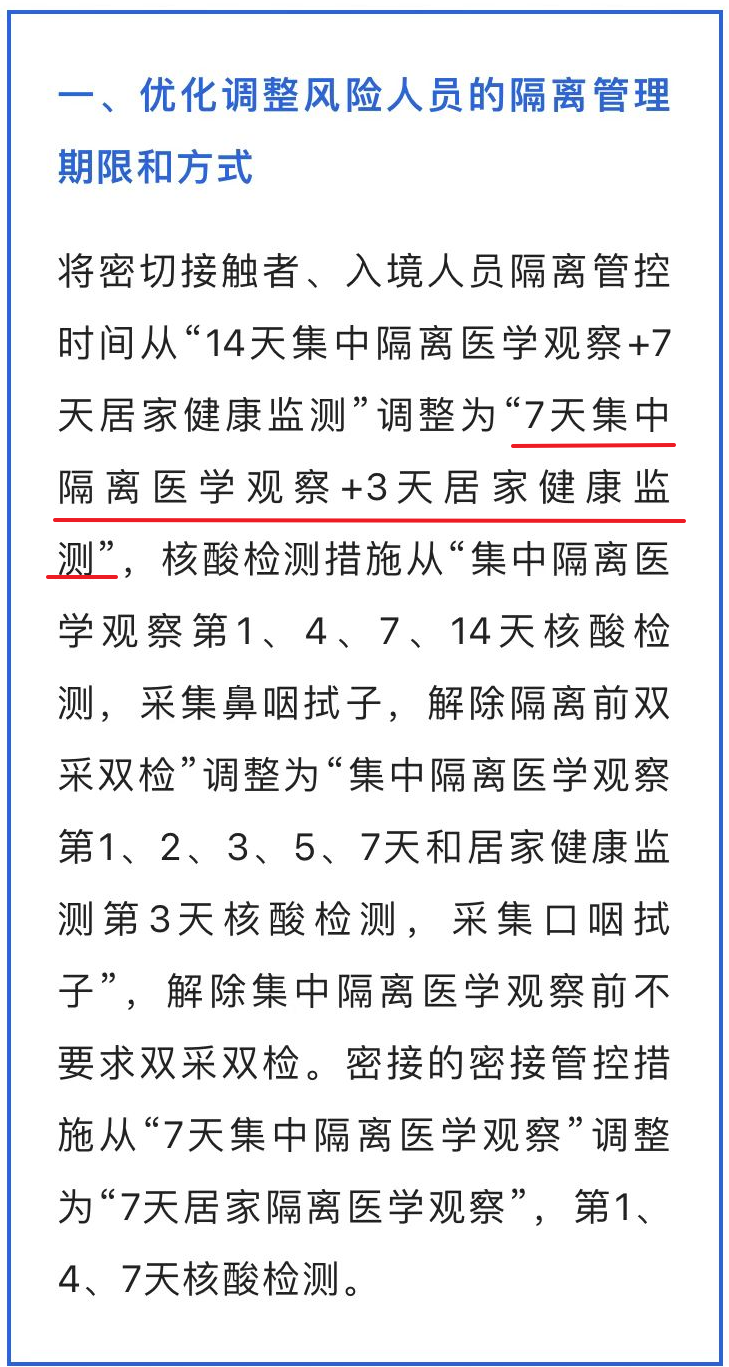 一、优化调整风险人员的隔离管理
期限和方式
将密切接触者、入境人员隔离管控
时间从“14天集中隔离医学观察+7
天居家健康监测”调整为“7天集中
隔离医学观察+3天居家健康监
测”，核酸检测措施从“集中隔离医
学观察第1、4、7、14天核酸检
测，采集鼻咽拭子，解除隔离前双
采双检”调整为“集中隔离医学观察
第1、2、3、5、7天和居家健康监
测第3天核酸检测，采集口咽拭
子”，解除集中隔离医学观察前不
要求双采双检。密接的密接管控措
施从“7天集中隔离医学观察”调整
为“7天居家隔离医学观察”，第1、
4、7天核酸检测。